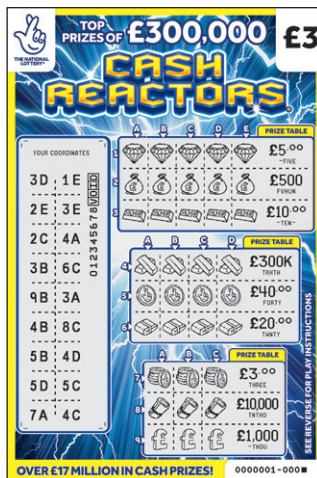 TOP
PRIZES OF £300,000
£3
THE NATIONAL
LOTTERY
CASH
REACTORS
YOUR COORDINATES
3D 1E
2E 3E
2C 4A
3B 6C
9B 3A
4B 8C
5B 4D
5D 5C
7A 4C
012345678 VOID
A B C D E PRIZE TABLE
1 £5.00
-FIVE
2 £500
FVHUN
3 £10.00
-TEN-
A B C D PRIZE TABLE
4 £300K
TRHTH
5 £40.00
FORTY
6 £20.00
TWNTY
A B C PRIZE TABLE
7 £3.00
THREE
8 £10,000
TNTHO
9 £1,000
-THOU
SEE REVERSE FOR PLAY INSTRUCTIONS
OVER £17 MILLION IN CASH PRIZES!
0000001-000